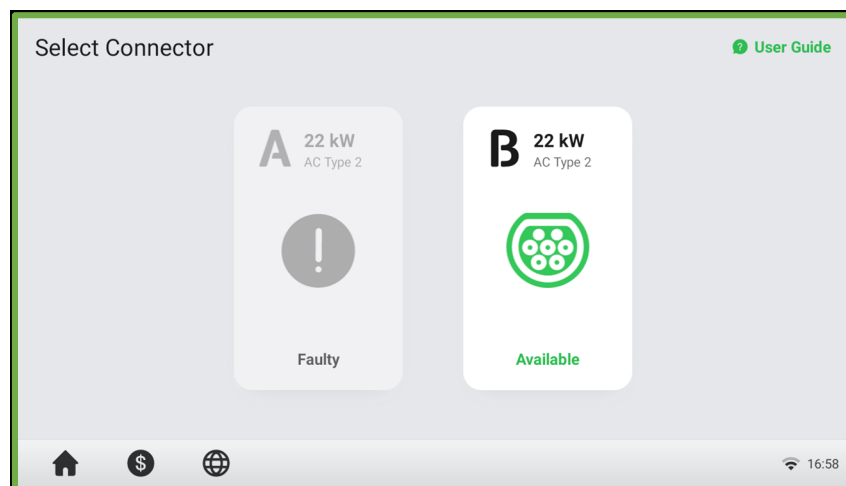 Select Connector
User Guide
A
22 kW
AC Type 2
Faulty
B
22 kW
AC Type 2
Available
16:58